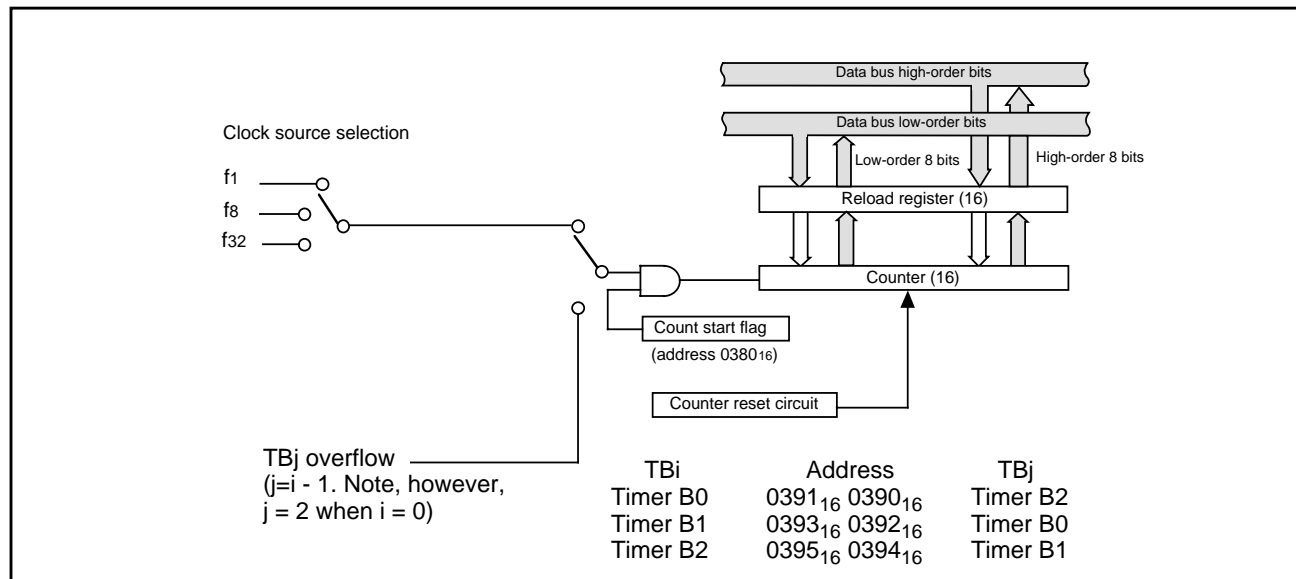 Data bus high-order bits
Data bus low-order bits
Clock source selection
Low-order 8 bits
High-order 8 bits
f1
f8
f32
Reload register (16)
Counter (16)
Count start flag
(address 038016)
Counter reset circuit
TBj overflow
(j=i - 1. Note, however,
j = 2 when i = 0)
TBi Address TBj
Timer B0 039116 039016 Timer B2
Timer B1 039316 039216 Timer B0
Timer B2 039516 039416 Timer B1